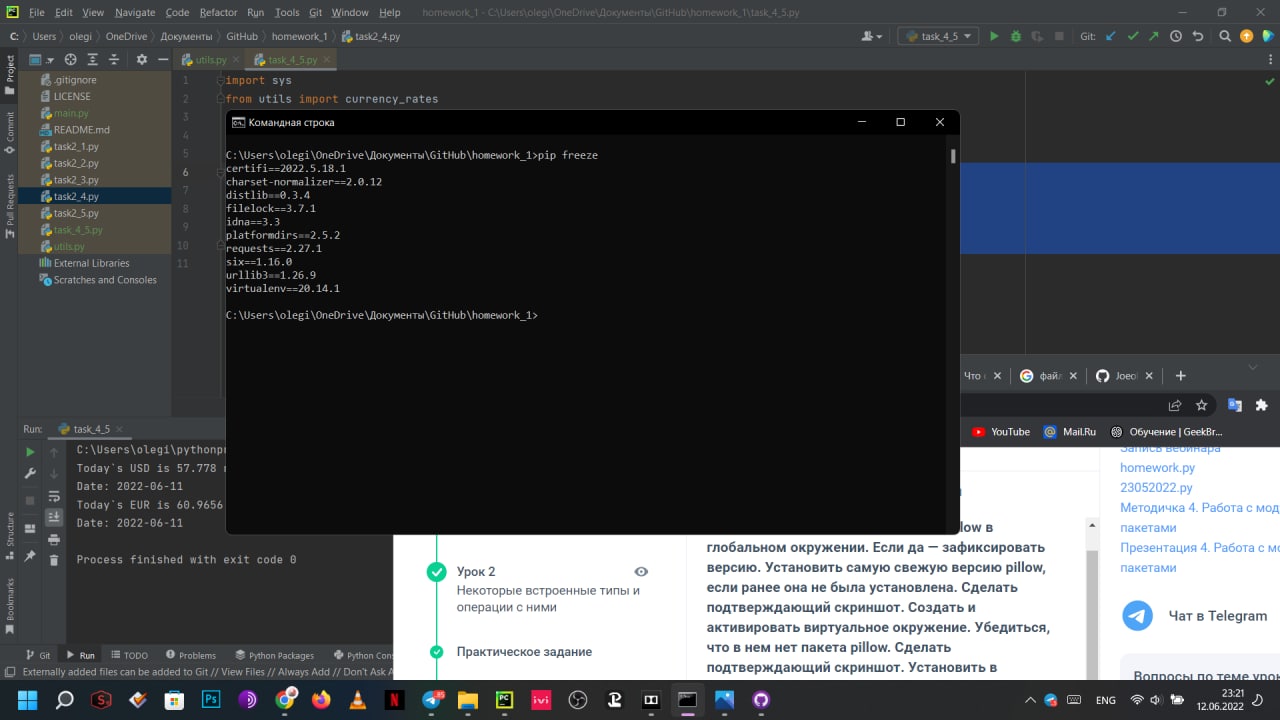 File Edit View Navigate Code Refactor Run Tools Git Window Help homework_1 - C:\Users\olegi\OneDrive\Документы\GitHub\homework_1\task_4_5.py
C: Users olegi OneDrive Документы GitHub homework_1 task2_4.py task_4_5 Git:
Project
Commit
Pull Requests
utils.py task_4_5.py
.gitignore
LICENSE
main.py
README.md
task2_1.py
task2_2.py
task2_3.py
task2_4.py
task2_5.py
task_4_5.py
utils.py
External Libraries
Scratches and Consoles
1 import sys
2 from utils import currency_rates
3
4
5
6
7
8
9
10
11
Командная строка
C:\Users\olegi\OneDrive\Документы\GitHub\homework_1>pip freeze
certifi==2022.5.18.1
charset-normalizer==2.0.12
distlib==0.3.4
filelock==3.7.1
idna==3.3
platformdirs==2.5.2
requests==2.27.1
six==1.16.0
urllib3==1.26.9
virtualenv==20.14.1
C:\Users\olegi\OneDrive\Документы\GitHub\homework_1>
Что файл
YouTube Mail.Ru Обучение | GeekBr...
Run: task_4_5
C:\Users\olegi\pythonpr
Today`s USD is 57.778
Date: 2022-06-11
Today`s EUR is 60.9656
Date: 2022-06-11
Process finished with exit code 0
Structure
Bookmarks
Урок 2
Некоторые встроенные типы и
операции с ними
Практическое задание
low в
глобальном окружении. Если да — зафиксировать
версию. Установить самую свежую версию pillow,
если ранее она не была установлена. Сделать
подтверждающий скриншот. Создать и
активировать виртуальное окружение. Убедиться,
что в нем нет пакета pillow. Сделать
подтверждающий скриншот. Установить в
Запись вебинара
homework.py
23052022.py
Методичка 4. Работа с мод
пакетами
Презентация 4. Работа с мо
пакетами
Чат в Telegram
Вопросы по теме урок
Git Run TODO Problems Python Packages Python Con
Externally added files can be added to Git // View Files // Always Add // Don't Ask A
85
ivi
ENG
23:21
12.06.2022